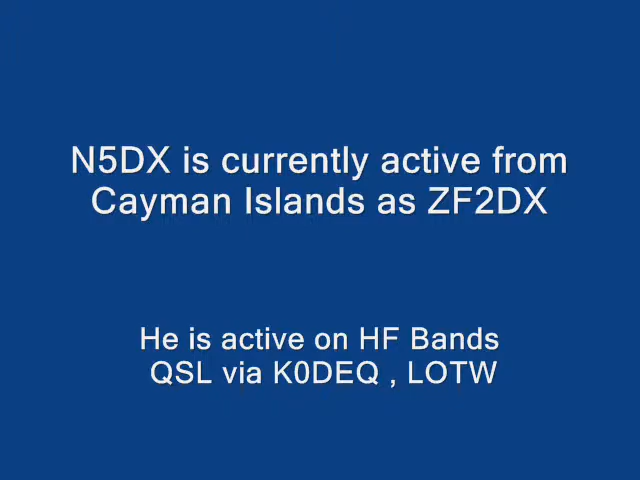 N5DX is currently active from
Cayman Islands as ZF2DX
He is active on HF Bands
QSL via K0DEQ , LOTW